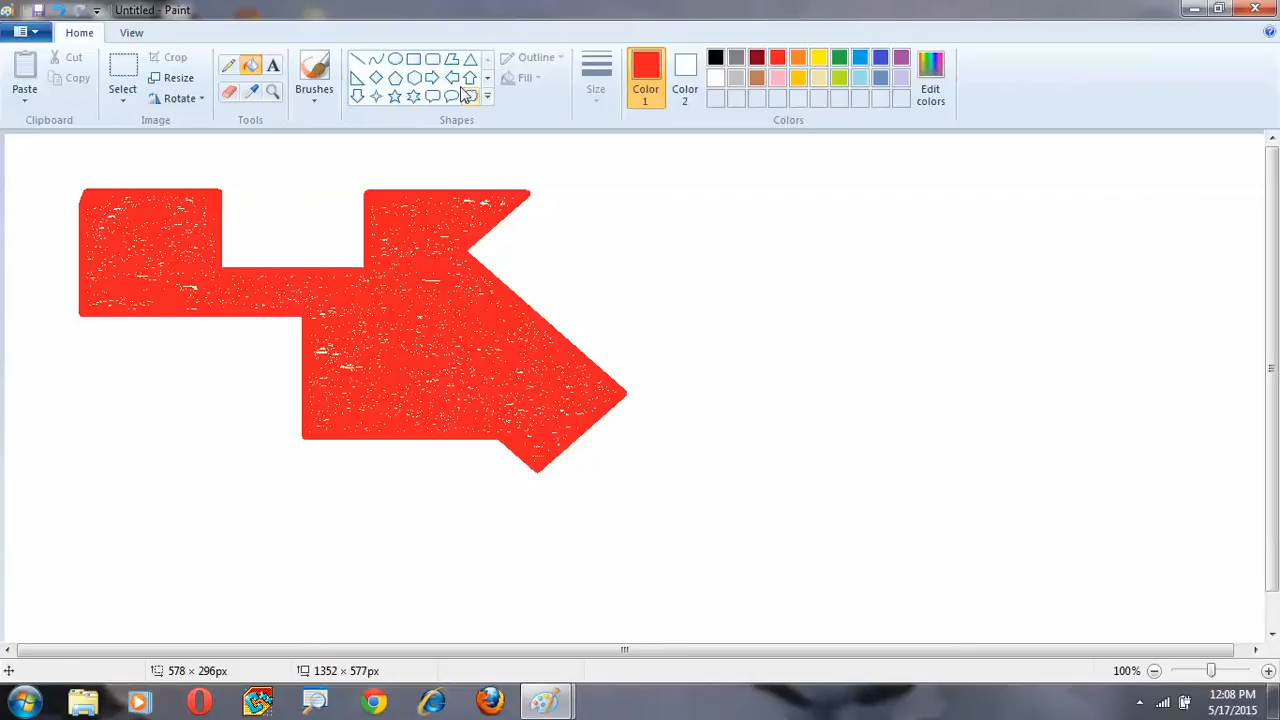 Untitled - Paint
Home View
Paste
Cut
Copy
Clipboard
Select
Crop
Resize
Rotate
Image
A
Tools
Brushes
Outline
Fill
Shapes
Size
Color 1
Color 2
Edit colors
Colors
578 × 296px
1352 × 577px
100%
12:08 PM
5/17/2015